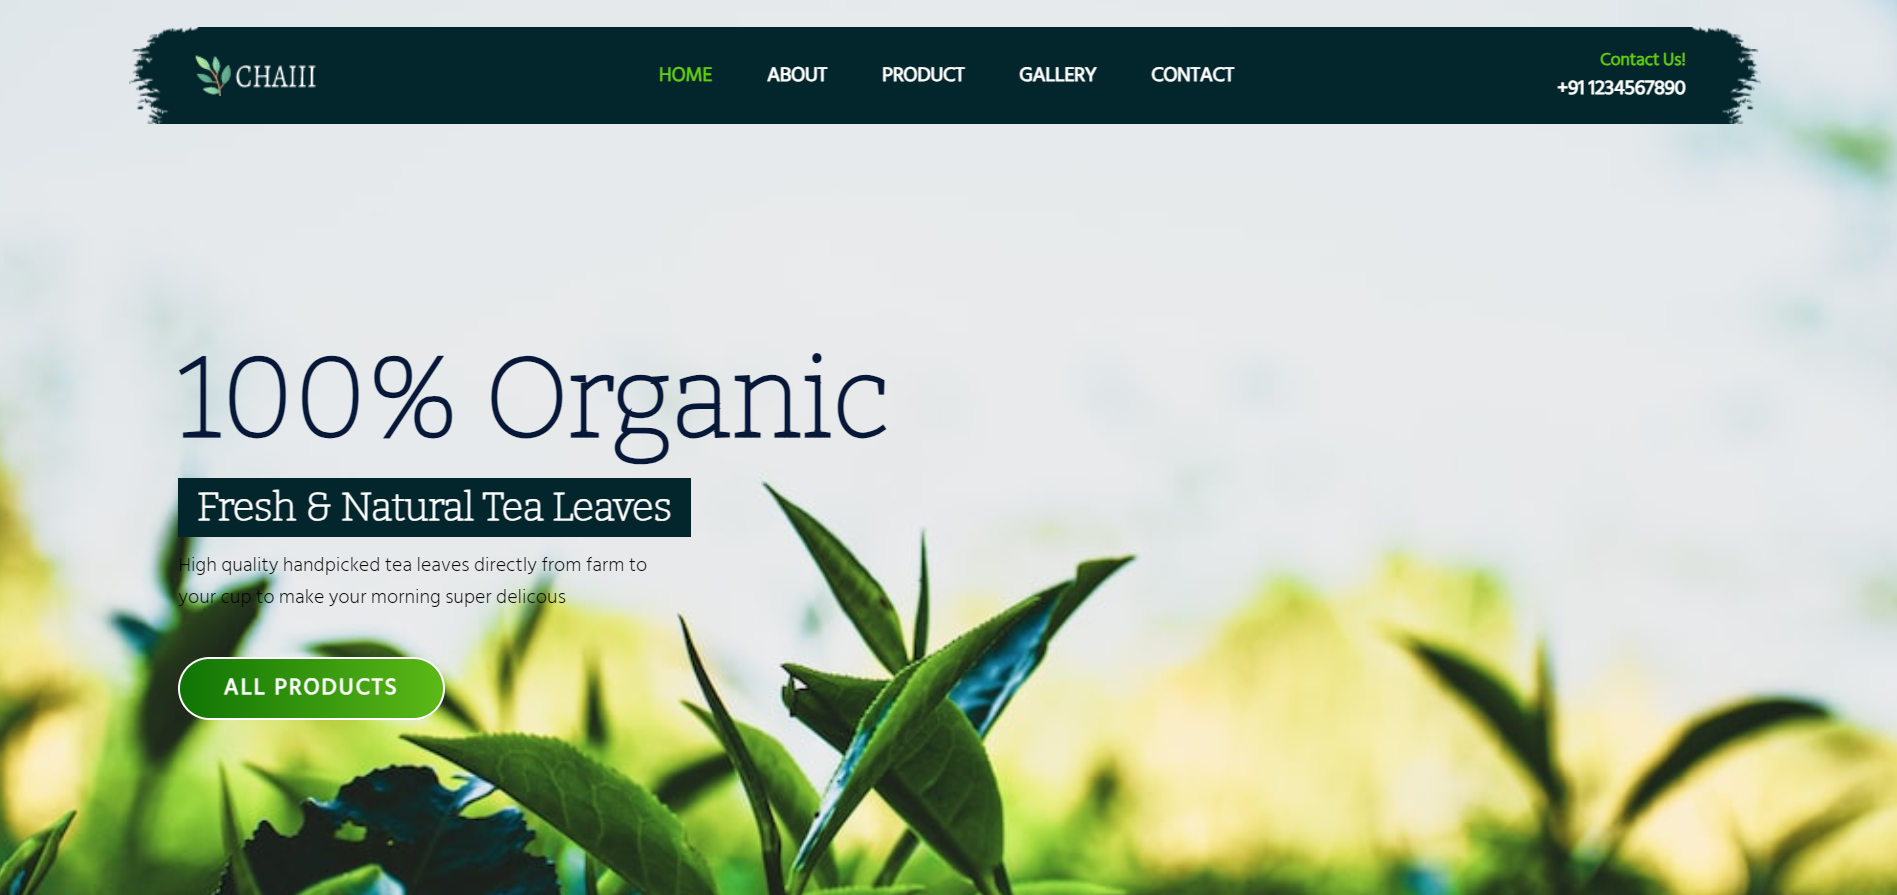 CHAIII
HOME ABOUT PRODUCT GALLERY CONTACT
Contact Us!
+91 1234567890
100% Organic
Fresh & Natural Tea Leaves
High quality handpicked tea leaves directly from farm to
your cup to make your morning super delicous
ALL PRODUCTS